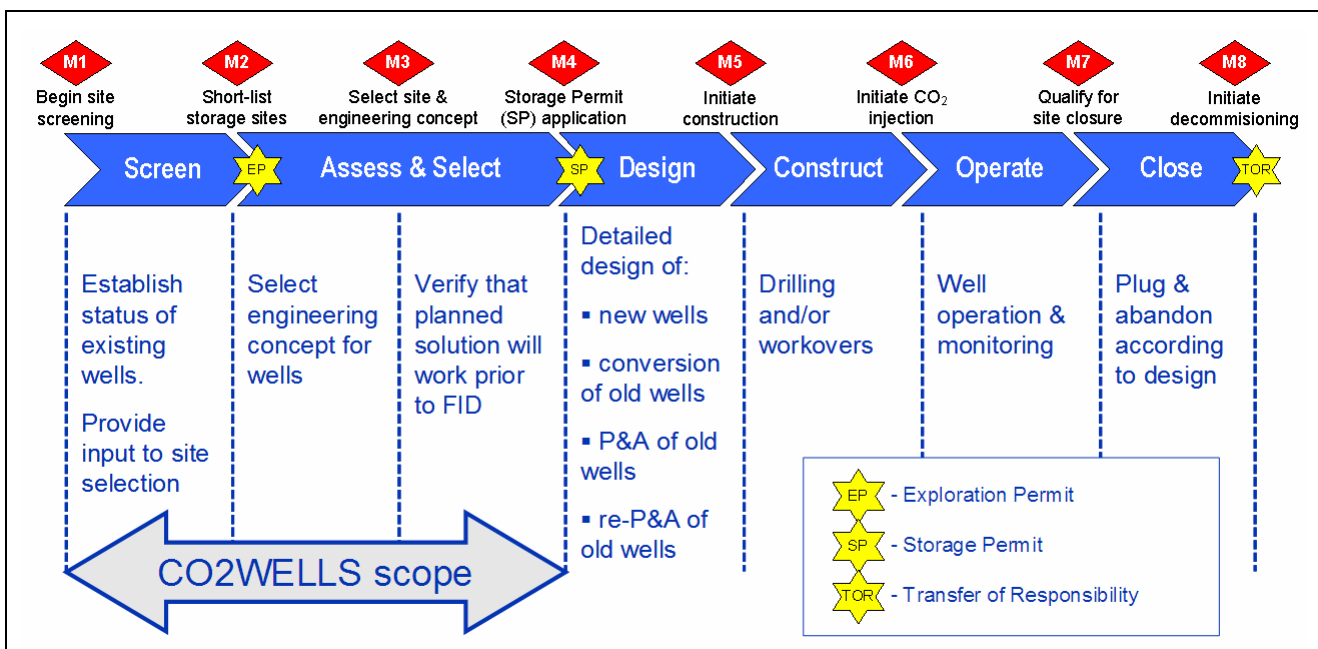 M1
M2
M3
M4
M5
M6
M7
M8
Begin site
screening
Short-list
storage sites
Select site &
engineering concept
Storage Permit
(SP) application
Initiate
construction
Initiate CO₂
injection
Qualify for
site closure
Initiate
decommisioning
Screen
EP
Assess & Select
SP
Design
Construct
Operate
Close
TOR
Establish
status of
existing
wells.
Provide
input to site
selection
Select
engineering
concept for
wells
Verify that
planned
solution will
work prior
to FID
Detailed
design of:
▪ new wells
▪ conversion
of old wells
▪ P&A of old
wells
▪ re-P&A of
old wells
Drilling
and/or
workovers
Well
operation &
monitoring
Plug &
abandon
according
to design
CO2WELLS scope
EP - Exploration Permit
SP - Storage Permit
TOR - Transfer of Responsibility